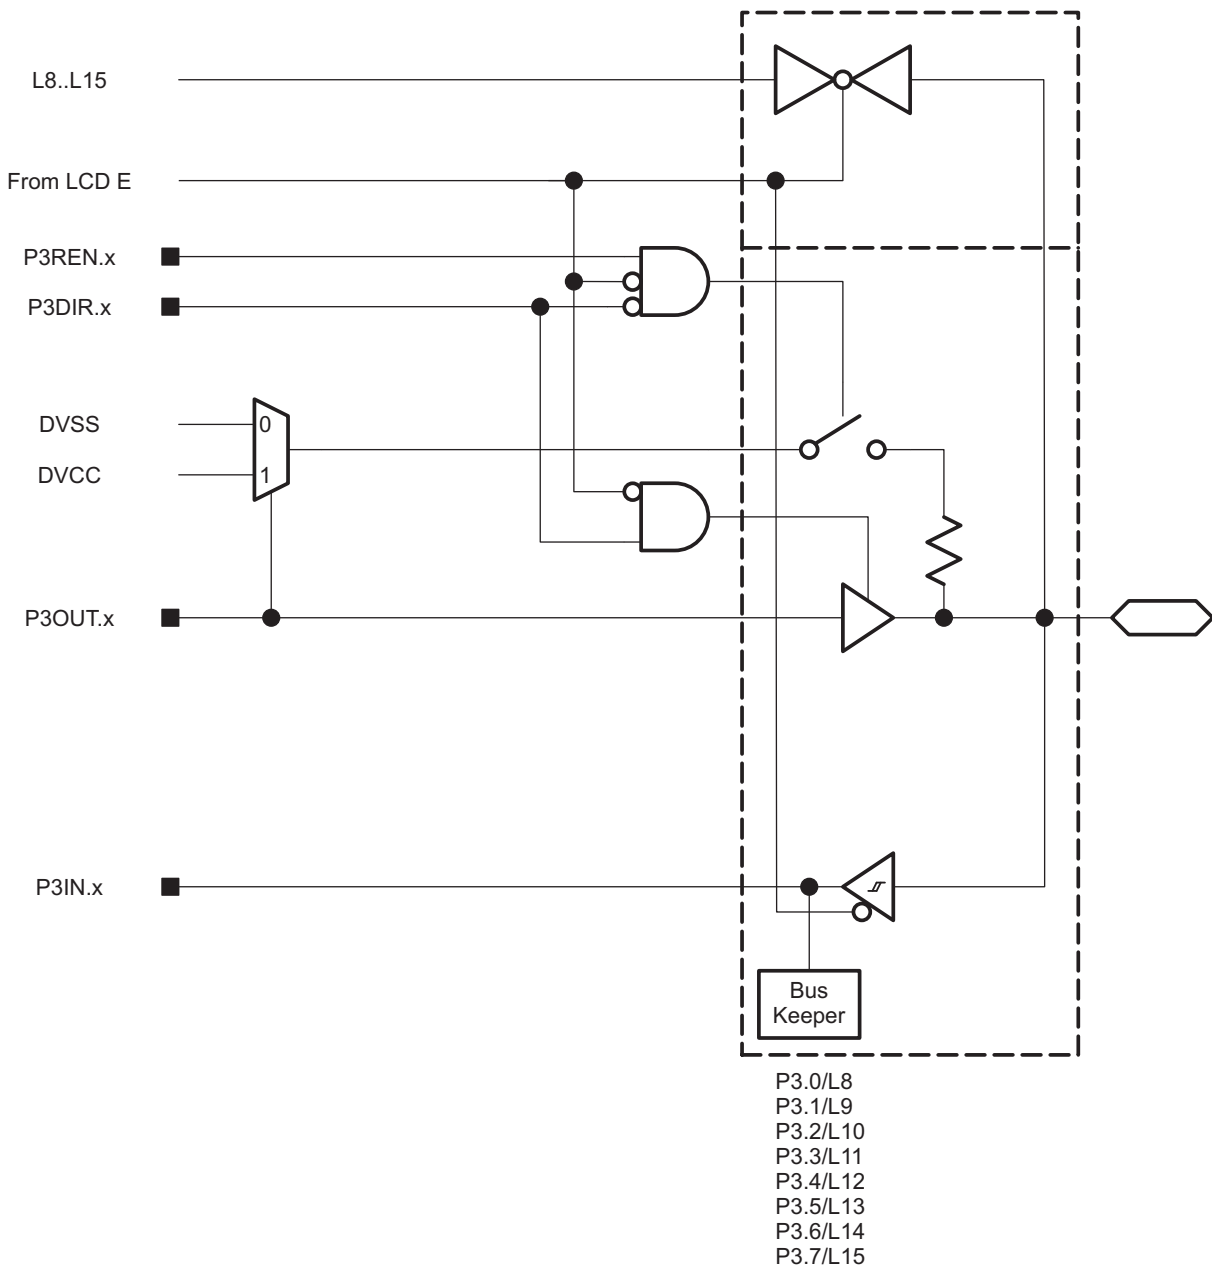 L8..L15
From LCD E
P3REN.x
P3DIR.x
DVSS
0
DVCC
1
P3OUT.x
P3IN.x
Bus
Keeper
P3.0/L8
P3.1/L9
P3.2/L10
P3.3/L11
P3.4/L12
P3.5/L13
P3.6/L14
P3.7/L15